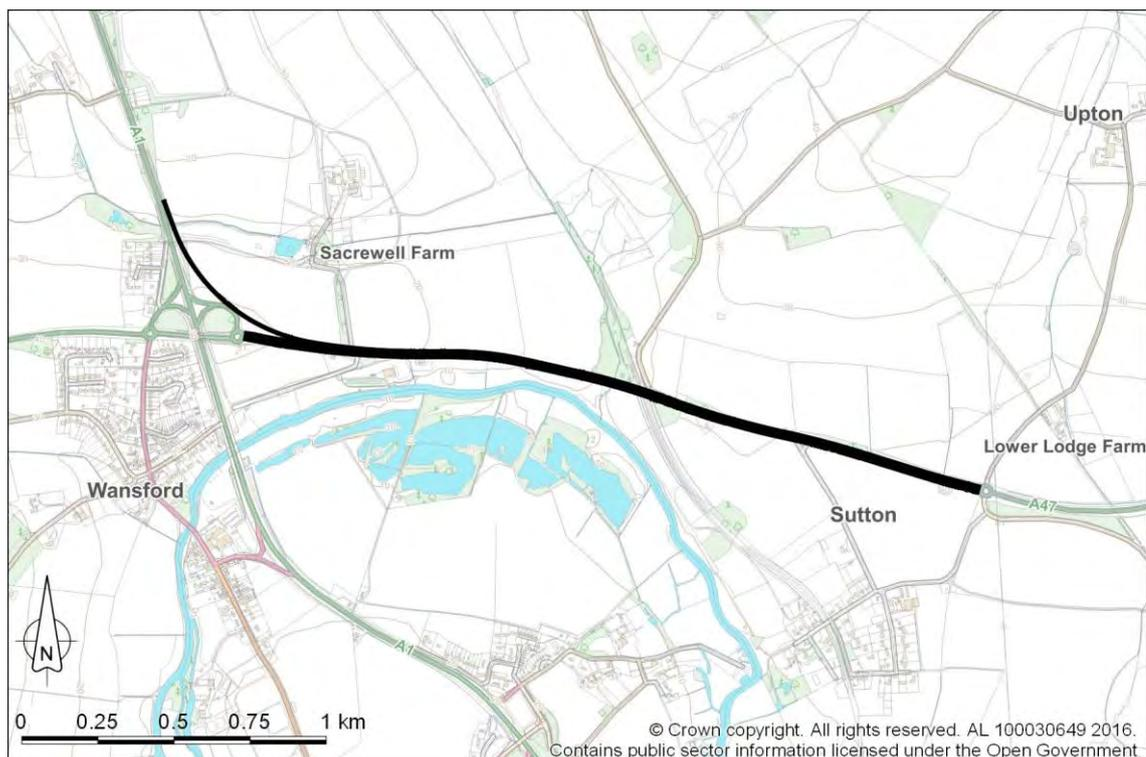 A1
Upton
Sacrewell Farm
Lower Lodge Farm
Wansford
Sutton
A47
A1
N
0 0.25 0.5 0.75 1 km
© Crown copyright. All rights reserved. AL 100030649 2016.
Contains public sector information licensed under the Open Government